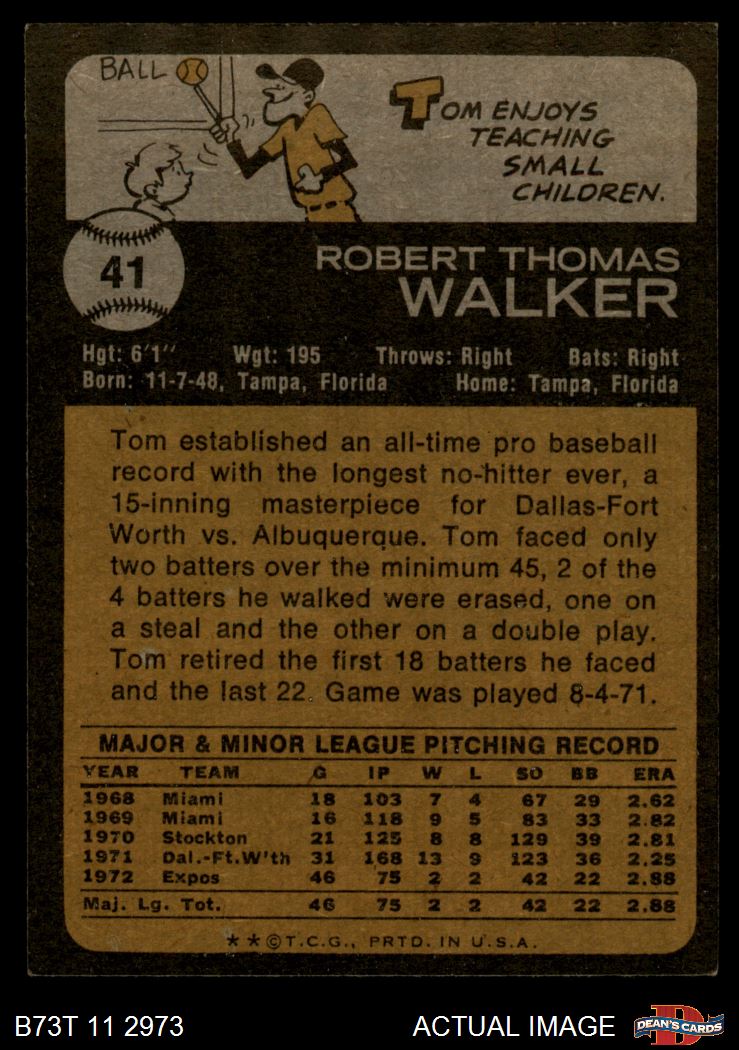 BALL
TOM ENJOYS
TEACHING
SMALL
CHILDREN.
41
ROBERT THOMAS
WALKER
Hgt: 6'1" Wgt: 195 Throws: Right Bats: Right
Born: 11-7-48, Tampa, Florida Home: Tampa, Florida
Tom established an all-time pro baseball
record with the longest no-hitter ever, a
15-inning masterpiece for Dallas-Fort
Worth vs. Albuquerque. Tom faced only
two batters over the minimum 45, 2 of the
4 batters he walked were erased, one on
a steal and the other on a double play.
Tom retired the first 18 batters he faced
and the last 22. Game was played 8-4-71.
MAJOR & MINOR LEAGUE PITCHING RECORD
YEAR TEAM G IP W L SO BB ERA
1968 Miami 18 103 7 4 67 29 2.62
1969 Miami 16 118 9 5 83 33 2.82
1970 Stockton 21 125 8 8 129 39 2.81
1971 Dal.-Ft.W'th 31 168 13 9 123 36 2.25
1972 Expos 46 75 2 2 42 22 2.88
Maj. Lg. Tot. 46 75 2 2 42 22 2.88
**©T.C.G., PRTD. IN U.S.A.
B73T 11 2973 ACTUAL IMAGE D DEAN'S CARDS